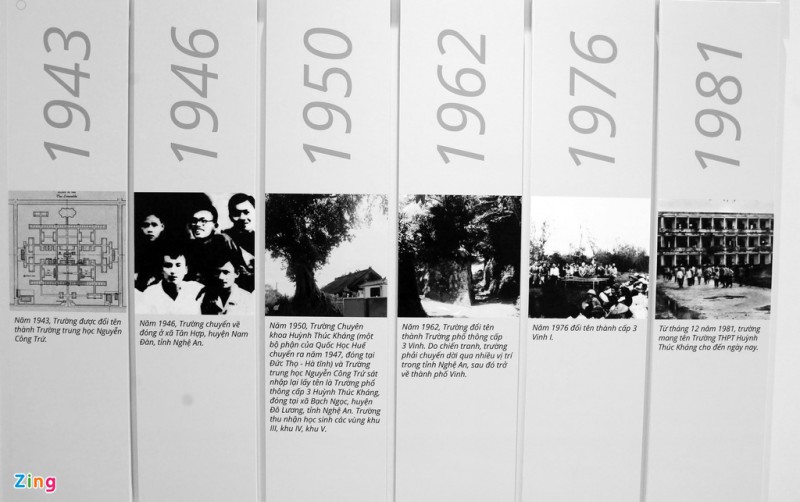 1943
Năm 1943, Trường được đổi tên
thành Trường trung học Nguyễn
Công Trứ.
1946
Năm 1946, Trường chuyển về
đóng ở xã Tân Hợp, huyện Nam
Đàn, tỉnh Nghệ An.
1950
Năm 1950, Trường Chuyên
khoa Huỳnh Thúc Kháng (một
bộ phận của Quốc Học Huế
chuyển ra năm 1947, đóng tại
Đức Thọ - Hà tĩnh) và Trường
trung học Nguyễn Công Trứ sát
nhập lại lấy tên là Trường phổ
thông cấp 3 Huỳnh Thúc Kháng,
đóng tại xã Bạch Ngọc, huyện
Đô Lương, tỉnh Nghệ An. Trường
thu nhận học sinh các vùng khu
III, khu IV, khu V.
1962
Năm 1962, Trường đổi tên
thành Trường phổ thông cấp
3 Vinh. Do chiến tranh, trường
phải chuyển dời qua nhiều vị trí
trong tỉnh Nghệ An, sau đó trở
về thành phố Vinh.
1976
Năm 1976 đổi tên thành cấp 3
Vinh I.
1981
Từ tháng 12 năm 1981, trường
mang tên Trường THPT Huỳnh
Thúc Kháng cho đến ngày nay.
Zing